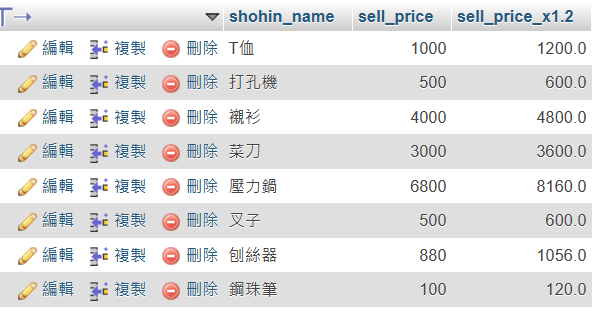 shohin_name sell_price sell_price_x1.2
編輯 複製 刪除 T恤 1000 1200.0
編輯 複製 刪除 打孔機 500 600.0
編輯 複製 刪除 襯衫 4000 4800.0
編輯 複製 刪除 菜刀 3000 3600.0
編輯 複製 刪除 壓力鍋 6800 8160.0
編輯 複製 刪除 叉子 500 600.0
編輯 複製 刪除 刨絲器 880 1056.0
編輯 複製 刪除 鋼珠筆 100 120.0